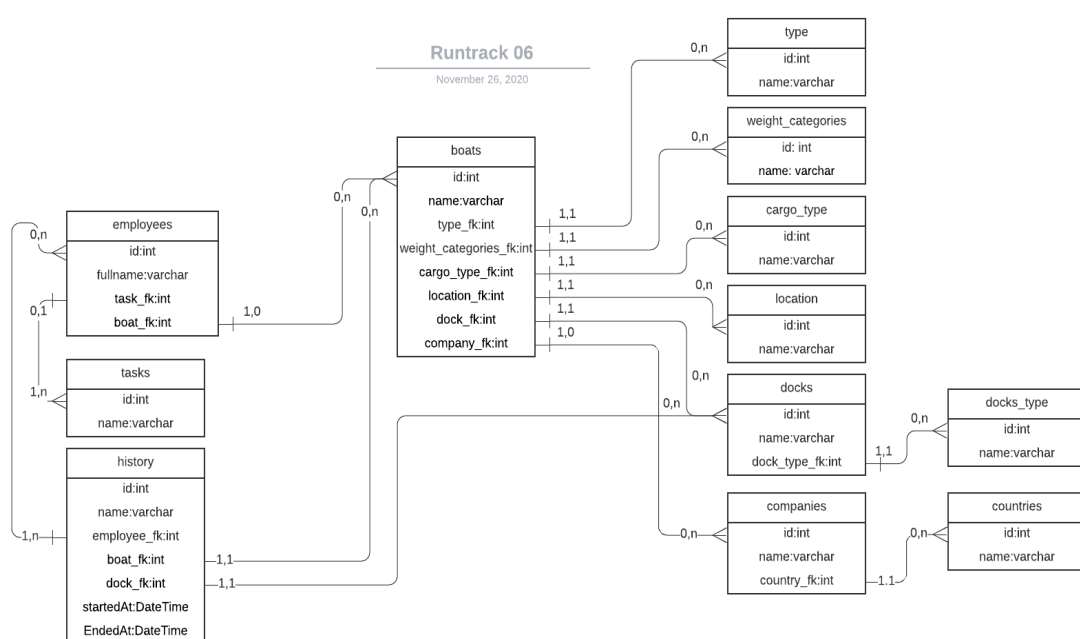 Runtrack 06
November 26, 2020
type
id:int
name:varchar
0,n
weight_categories
id: int
name: varchar
0,n
cargo_type
id:int
name:varchar
0,n
location
id:int
name:varchar
0,n
docks
id:int
name:varchar
dock_type_fk:int
0,n
0,n
1,1
docks_type
id:int
name:varchar
0,n
companies
id:int
name:varchar
country_fk:int
0,n
1.1
countries
id:int
name:varchar
0,n
boats
id:int
name:varchar
type_fk:int
weight_categories_fk:int
cargo_type_fk:int
location_fk:int
dock_fk:int
company_fk:int
1,1
1,1
1,1
1,1
1,1
1,0
0,n
0,n
employees
id:int
fullname:varchar
task_fk:int
boat_fk:int
0,n
0,1
1,0
tasks
id:int
name:varchar
1,n
history
id:int
name:varchar
employee_fk:int
boat_fk:int
dock_fk:int
startedAt:DateTime
EndedAt:DateTime
1,n
1,1
1,1